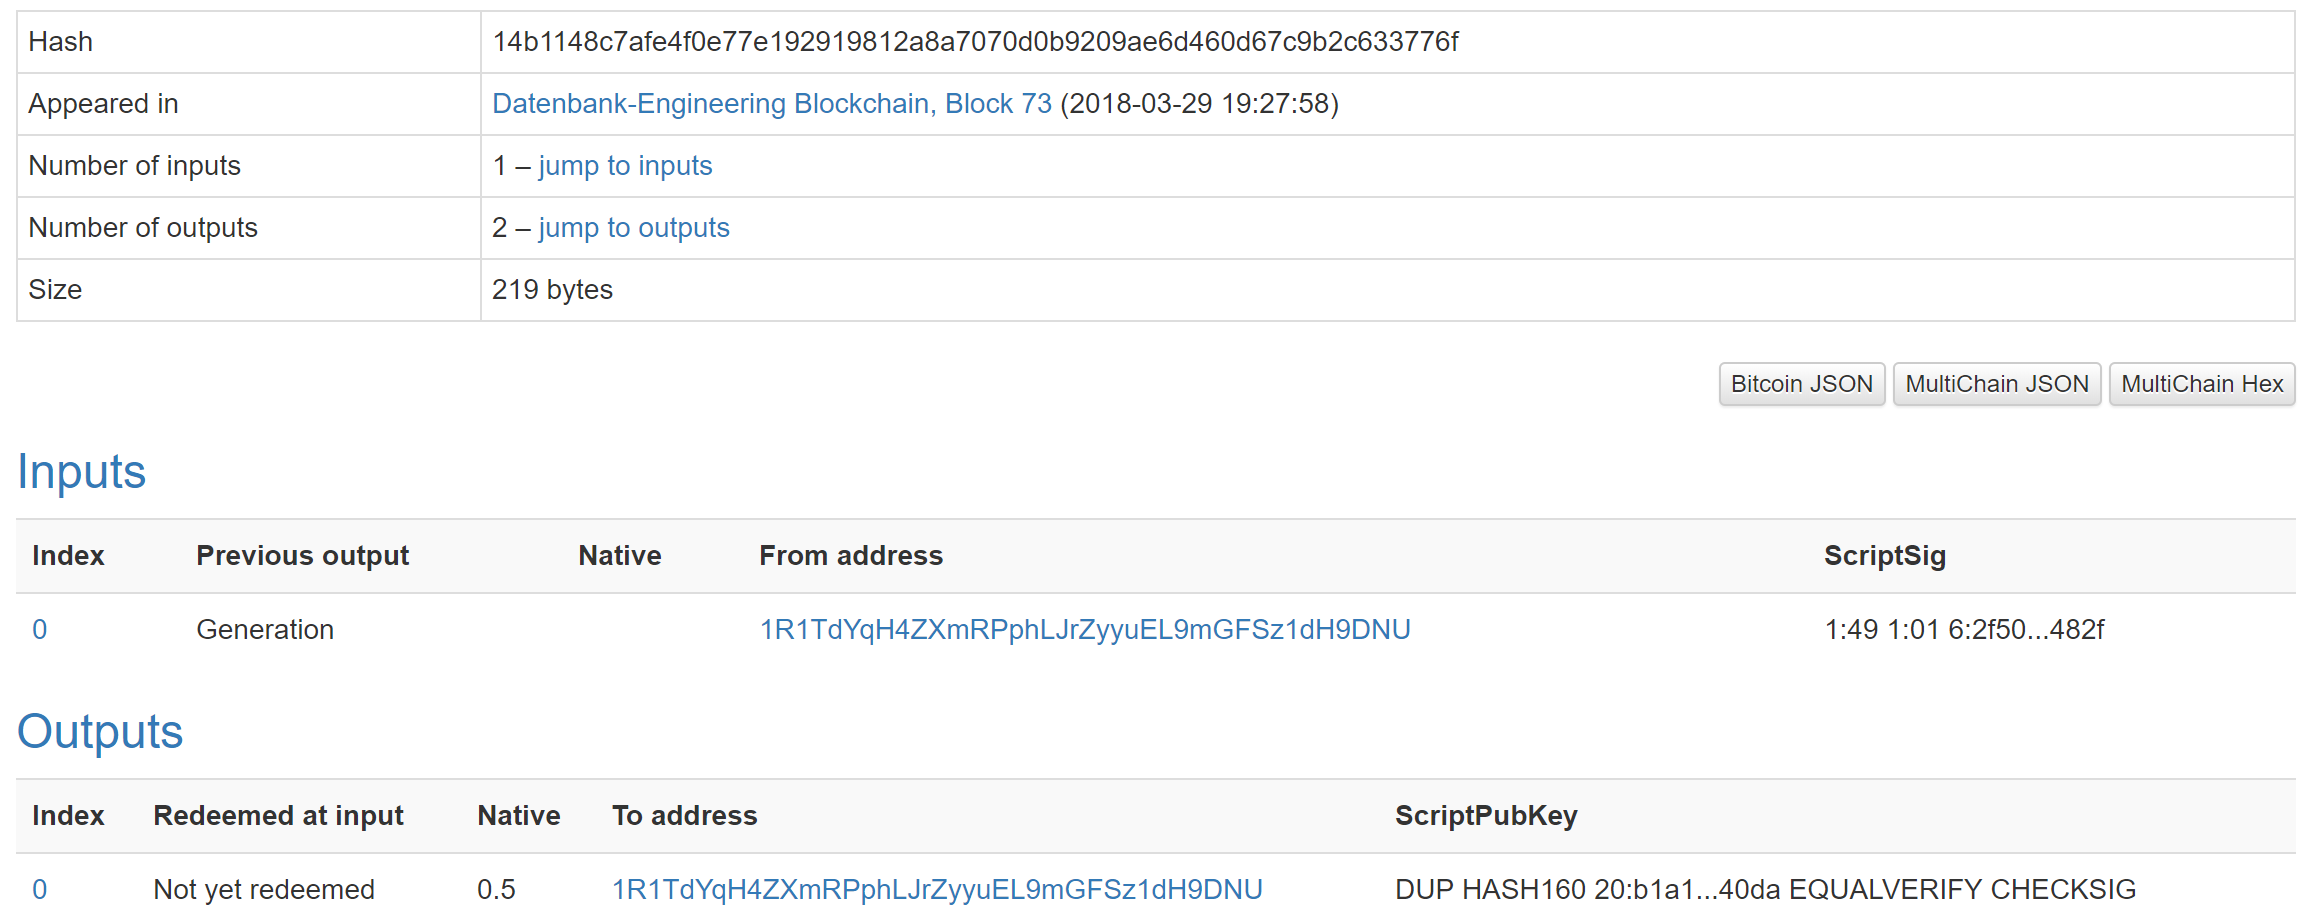 Hash 14b1148c7afe4f0e77e192919812a8a7070d0b9209ae6d460d67c9b2c633776f
Appeared in Datenbank-Engineering Blockchain, Block 73 (2018-03-29 19:27:58)
Number of inputs 1 – jump to inputs
Number of outputs 2 – jump to outputs
Size 219 bytes
Bitcoin JSON MultiChain JSON MultiChain Hex
Inputs
Index Previous output Native From address ScriptSig
0 Generation 1R1TdYqH4ZXmRPphLJrZyyuEL9mGFSz1dH9DNU 1:49 1:01 6:2f50...482f
Outputs
Index Redeemed at input Native To address ScriptPubKey
0 Not yet redeemed 0.5 1R1TdYqH4ZXmRPphLJrZyyuEL9mGFSz1dH9DNU DUP HASH160 20:b1a1...40da EQUALVERIFY CHECKSIG